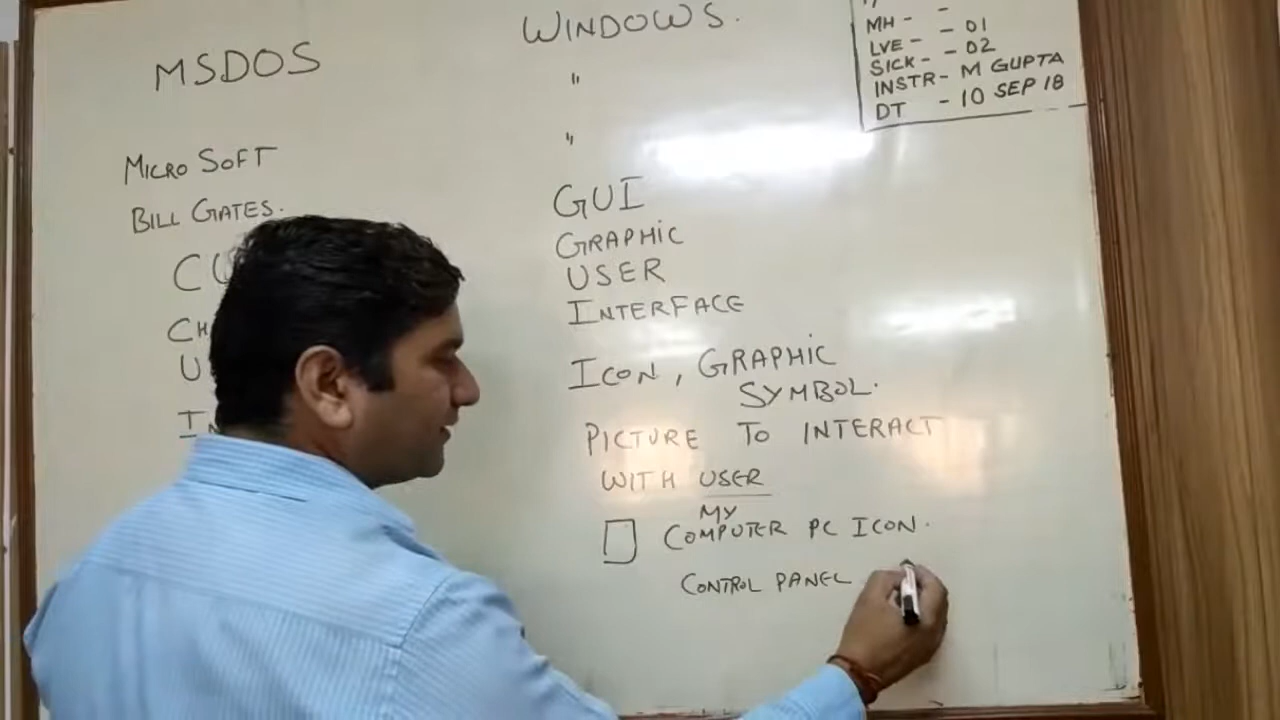 MSDOS
MICRO SOFT
BILL GATES.
WINDOWS.
"
"
GUI
GRAPHIC
USER
INTERFACE
ICON, GRAPHIC
SYMBOL.
PICTURE TO INTERACT
WITH USER
MY
COMPUTER PC ICON.
CONTROL PANEL
MH - -
LVE - - 01
SICK - - 02
INSTR - M GUPTA
DT - 10 SEP 18